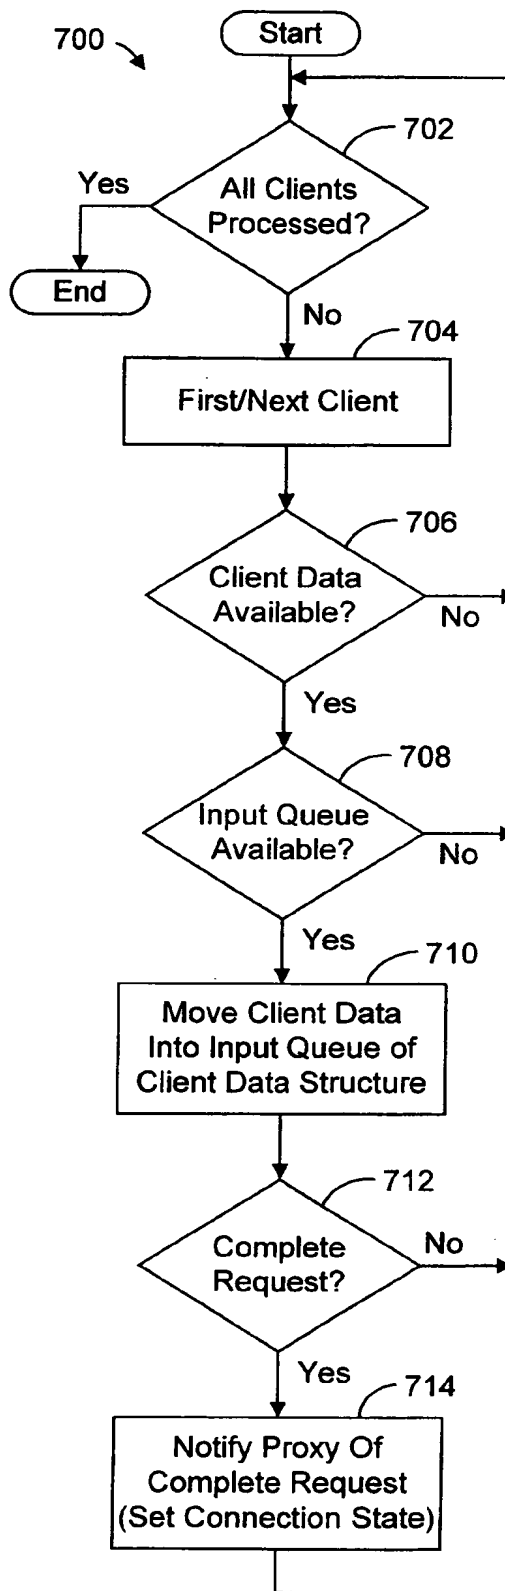 700
Start
702
All Clients
Processed?
Yes
End
No
704
First/Next Client
706
Client Data
Available?
No
Yes
708
Input Queue
Available?
No
Yes
710
Move Client Data
Into Input Queue of
Client Data Structure
712
Complete
Request?
No
Yes
714
Notify Proxy Of
Complete Request
(Set Connection State)